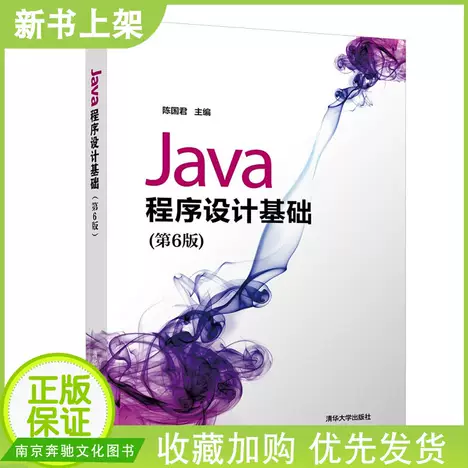 新书上架
Java程序设计基础(第6版)
陈国君 主编
Java
程序设计基础
(第6版)
清华大学出版社
正版
保证
南京奔驰文化图书
收藏加购 优先发货